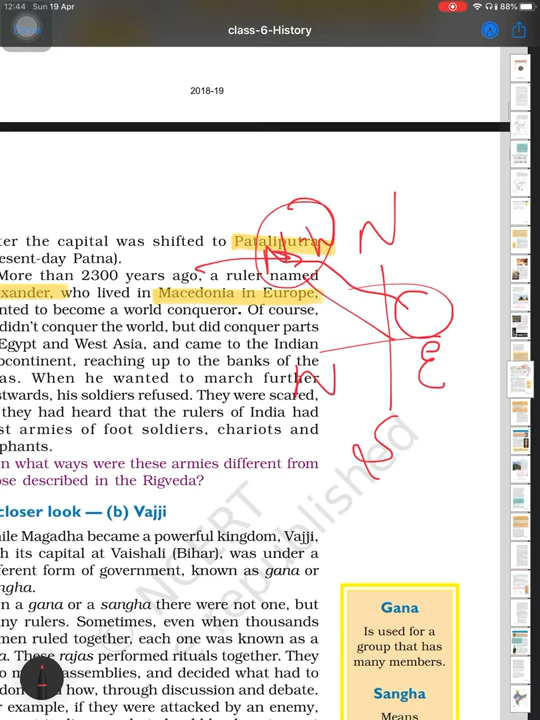 12:44 Sun 19 Apr
88%
class-6-History
2018-19
ter the capital was shifted to Pataliputra
esent-day Patna).
More than 2300 years ago, a ruler named
exander, who lived in Macedonia in Europe,
nted to become a world conqueror. Of course,
didn't conquer the world, but did conquer parts
Egypt and West Asia, and came to the Indian
bcontinent, reaching up to the banks of the
as. When he wanted to march further
stwards, his soldiers refused. They were scared,
they had heard that the rulers of India had
st armies of foot soldiers, chariots and
phants.
n what ways were these armies different from
ose described in the Rigveda?
closer look — (b) Vajji
ile Magadha became a powerful kingdom, Vajji,
h its capital at Vaishali (Bihar), was under a
fferent form of government, known as gana or
ngha.
n a gana or a sangha there were not one, but
ny rulers. Sometimes, even when thousands
men ruled together, each one was known as a
a. These rajas performed rituals together. They
assemblies, and decided what had to
how, through discussion and debate.
r example, if they were attacked by an enemy,
N W
N
E
N
S
© NCERT
republished
Gana
Is used for a
group that has
many members.
Sangha
Means